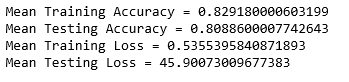 Mean Training Accuracy = 0.829180000603199
Mean Testing Accuracy = 0.8088600007742643
Mean Training Loss = 0.5355395840871893
Mean Testing Loss = 45.90073009677383